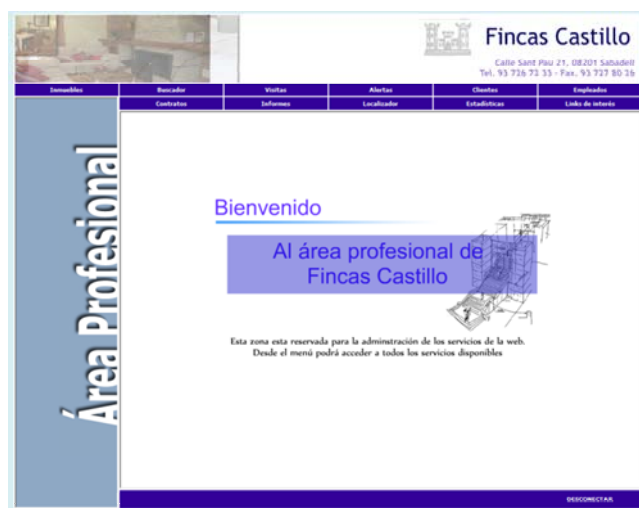 Fincas Castillo
Calle Sant Pau 21, 08201 Sabadell
Tel. 93 726 72 33 - Fax. 93 727 80 16
Inmuebles Buscador Visitas Alertas Clientes Empleados
Contratos Informes Localizador Estadísticas Links de interés
Área Profesional
Bienvenido
Al área profesional de
Fincas Castillo
Esta zona esta reservada para la adminstración de los servicios de la web.
Desde el menú podrá acceder a todos los servicios disponibles
DESCONECTAR